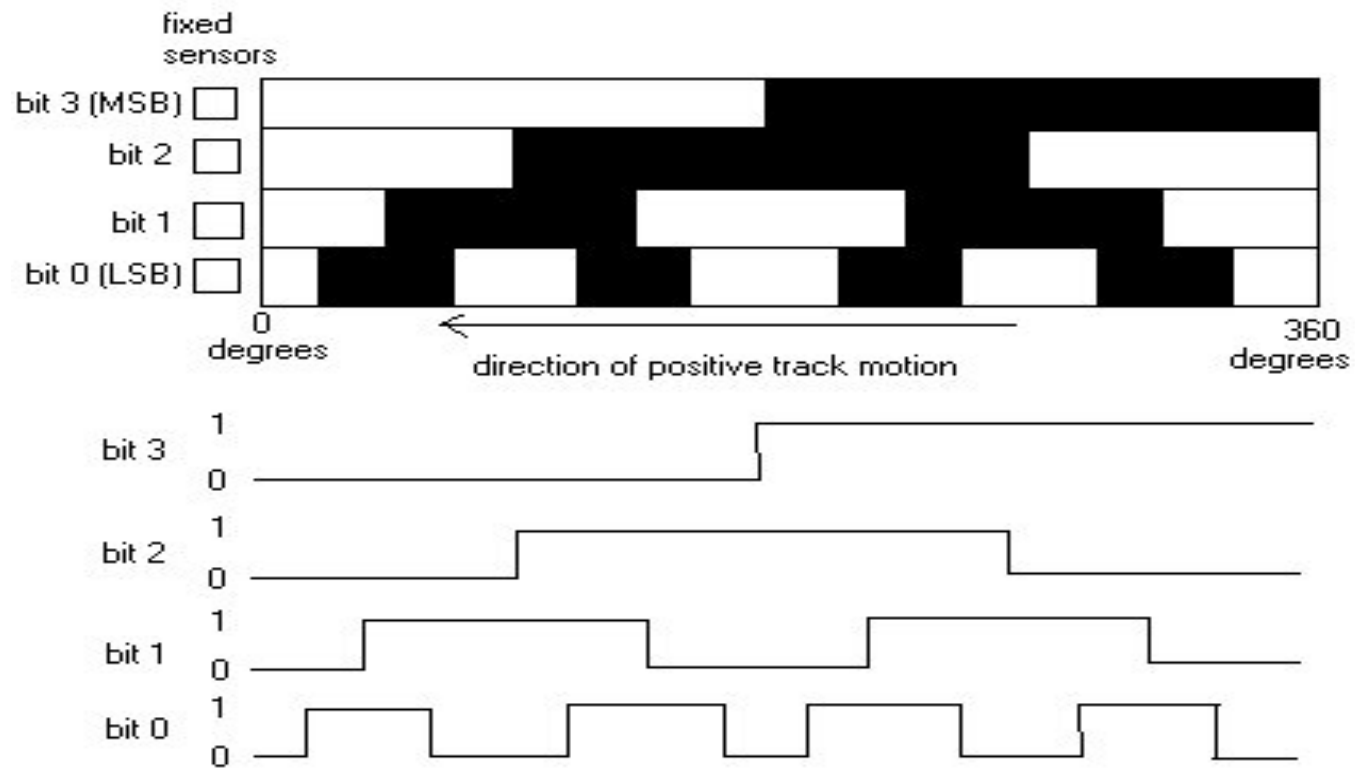 fixed
sensors
bit 3 (MSB)
bit 2
bit 1
bit 0 (LSB)
0
degrees
360
degrees
direction of positive track motion
bit 3
1
0
bit 2
1
0
bit 1
1
0
bit 0
1
0